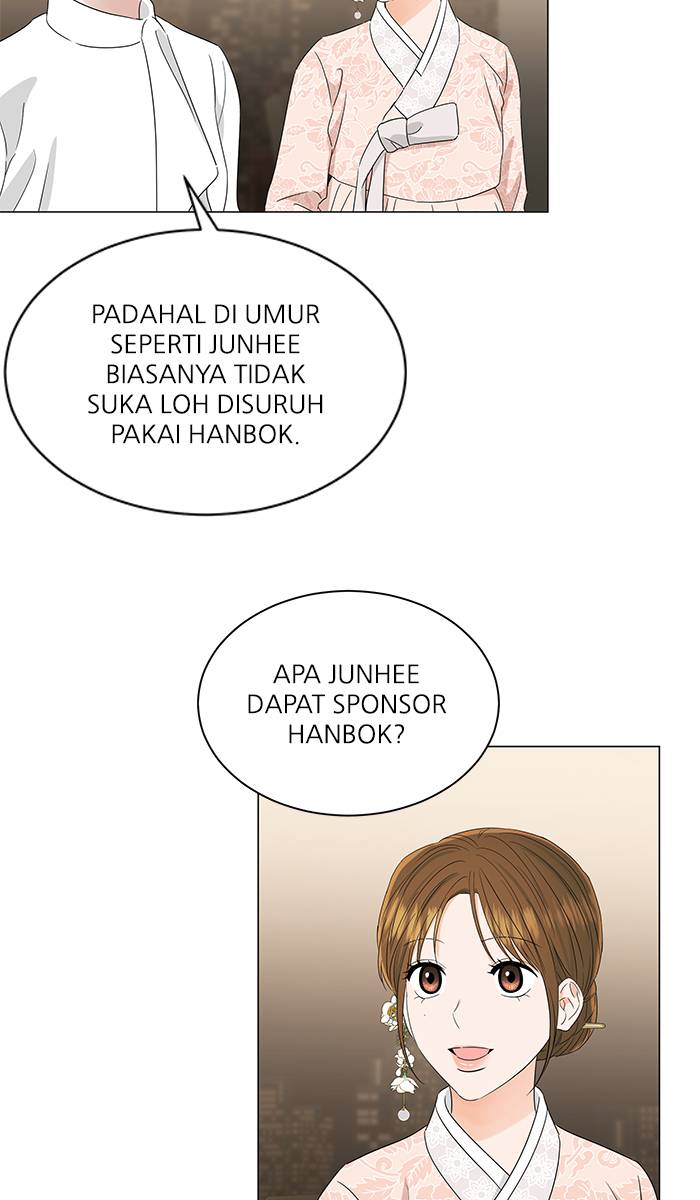 PADAHAL DI UMUR
SEPERTI JUNHEE
BIASANYA TIDAK
SUKA LOH DISURUH
PAKAI HANBOK.
APA JUNHEE
DAPAT SPONSOR
HANBOK?